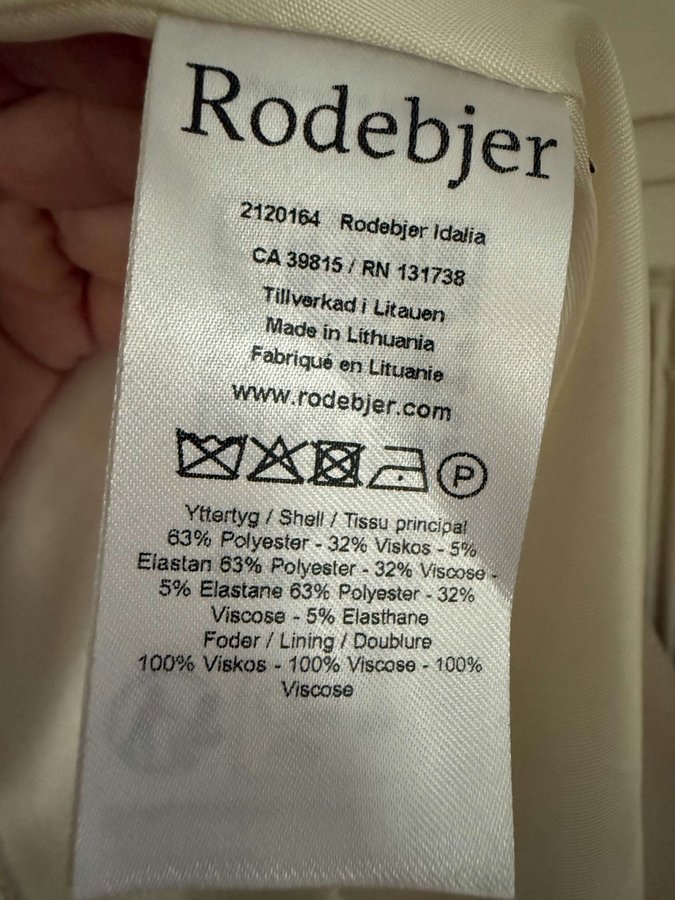 Rodebjer
2120164 Rodebjer Idalia
CA 39815 / RN 131738
Tillverkad i Litauen
Made in Lithuania
Fabriqué en Lituanie
www.rodebjer.com
P
Yttertyg / Shell / Tissu principal
63% Polyester - 32% Viskos - 5%
Elastan 63% Polyester - 32% Viscose -
5% Elastane 63% Polyester - 32%
Viscose - 5% Elasthane
Foder / Lining / Doublure
100% Viskos - 100% Viscose - 100%
Viscose